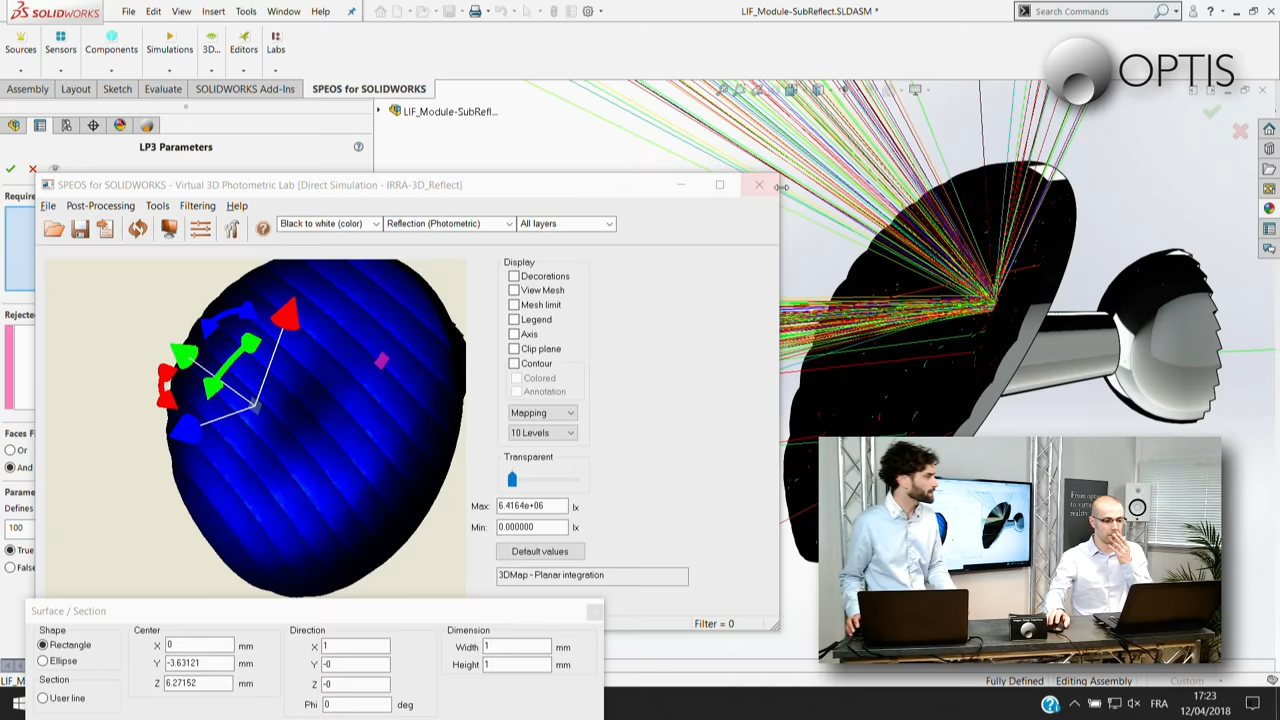 SOLIDWORKS
File Edit View Insert Tools Window Help
LIF_Module-SubReflect.SLDASM *
Search Commands
Sources Sensors Components Simulations 3D... Editors Labs
OPTIS
Assembly Layout Sketch Evaluate SOLIDWORKS Add-Ins SPEOS for SOLIDWORKS
LIF_Module-SubRefl...
LP3 Parameters
Require
Rejected
Faces F
Or
And
Parame
Defines
100
True
False
SPEOS for SOLIDWORKS - Virtual 3D Photometric Lab [Direct Simulation - IRRA-3D_Reflect]
File Post-Processing Tools Filtering Help
Black to white (color) Reflection (Photometric) All layers
Display
Decorations
View Mesh
Mesh limit
Legend
Axis
Clip plane
Contour
Colored
Annotation
Mapping
10 Levels
Transparent
Max: 6.4164e+06 lx
Min: 0.000000 lx
Default values
3DMap - Planar integration
Filter = 0
Surface / Section
Shape
Rectangle
Ellipse
Section
User line
Center
X 0 mm
Y -3.63121 mm
Z 6.27152 mm
Direction
X 1
Y -0
Z -0
Phi 0 deg
Dimension
Width 1 mm
Height 1 mm
From optis
to virtu
reality
LIF_M
Fully Defined Editing Assembly Custom
FRA
17:23
12/04/2018